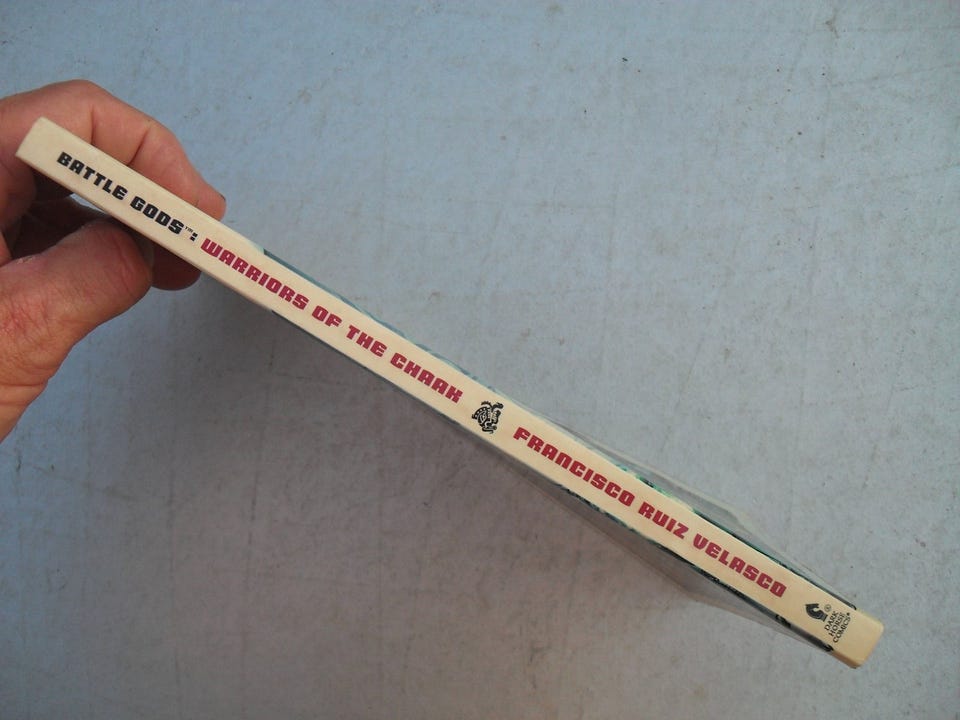 BATTLE GODS™: WARRIORS OF THE CHAAK FRANCISCO RUIZ VELASCO
DARK
HORSE
COMICS®